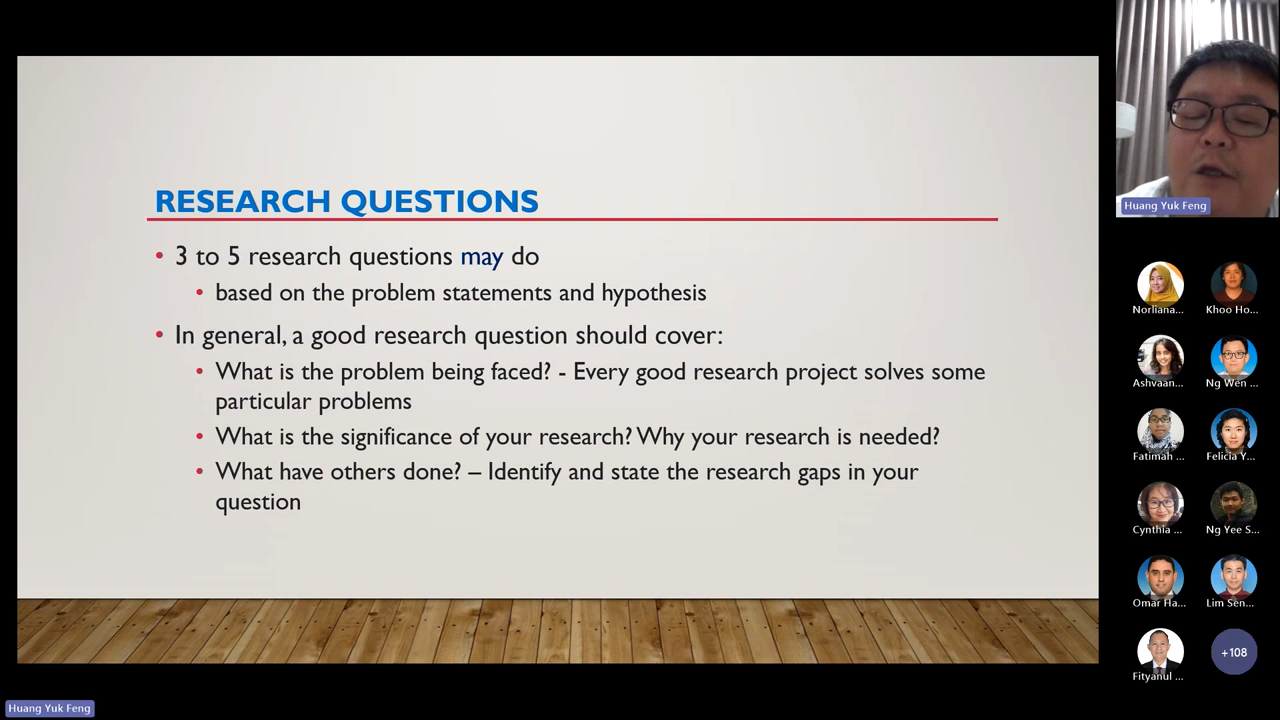 RESEARCH QUESTIONS
• 3 to 5 research questions may do
• based on the problem statements and hypothesis
• In general, a good research question should cover:
• What is the problem being faced? - Every good research project solves some
particular problems
• What is the significance of your research? Why your research is needed?
• What have others done? – Identify and state the research gaps in your
question
Huang Yuk Feng
Norliana...
Khoo Ho...
Ashvaan...
Ng Wen ...
Fatimah ...
Felicia Y...
Cynthia ...
Ng Yee S...
Omar Ha...
Lim Sen...
Fityanul ...
+108
Huang Yuk Feng